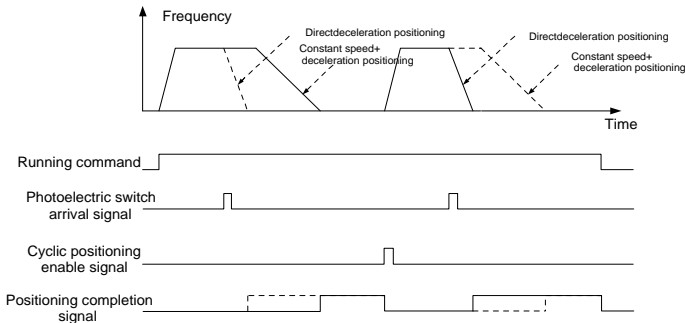 Frequency
Directdeceleration positioning
Constant speed+
deceleration positioning
Directdeceleration positioning
Constant speed+
deceleration positioning
Time
Running command
Photoelectric switch
arrival signal
Cyclic positioning
enable signal
Positioning completion
signal